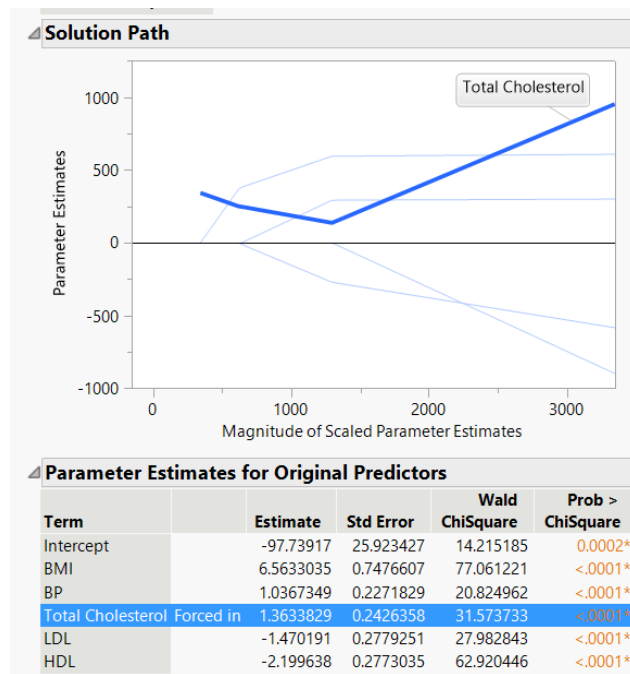 Solution Path
Total Cholesterol
1000
500
0
-500
-1000
Parameter Estimates
0 1000 2000 3000
Magnitude of Scaled Parameter Estimates
Parameter Estimates for Original Predictors
Wald Prob >
Term Estimate Std Error ChiSquare ChiSquare
Intercept -97.73917 25.923427 14.215185 0.0002*
BMI 6.5633035 0.7476607 77.061221 <.0001*
BP 1.0367349 0.2271829 20.824962 <.0001*
Total Cholesterol Forced in 1.3633829 0.2426358 31.573733 <.0001*
LDL -1.470191 0.2779251 27.982843 <.0001*
HDL -2.199638 0.2773035 62.920446 <.0001*